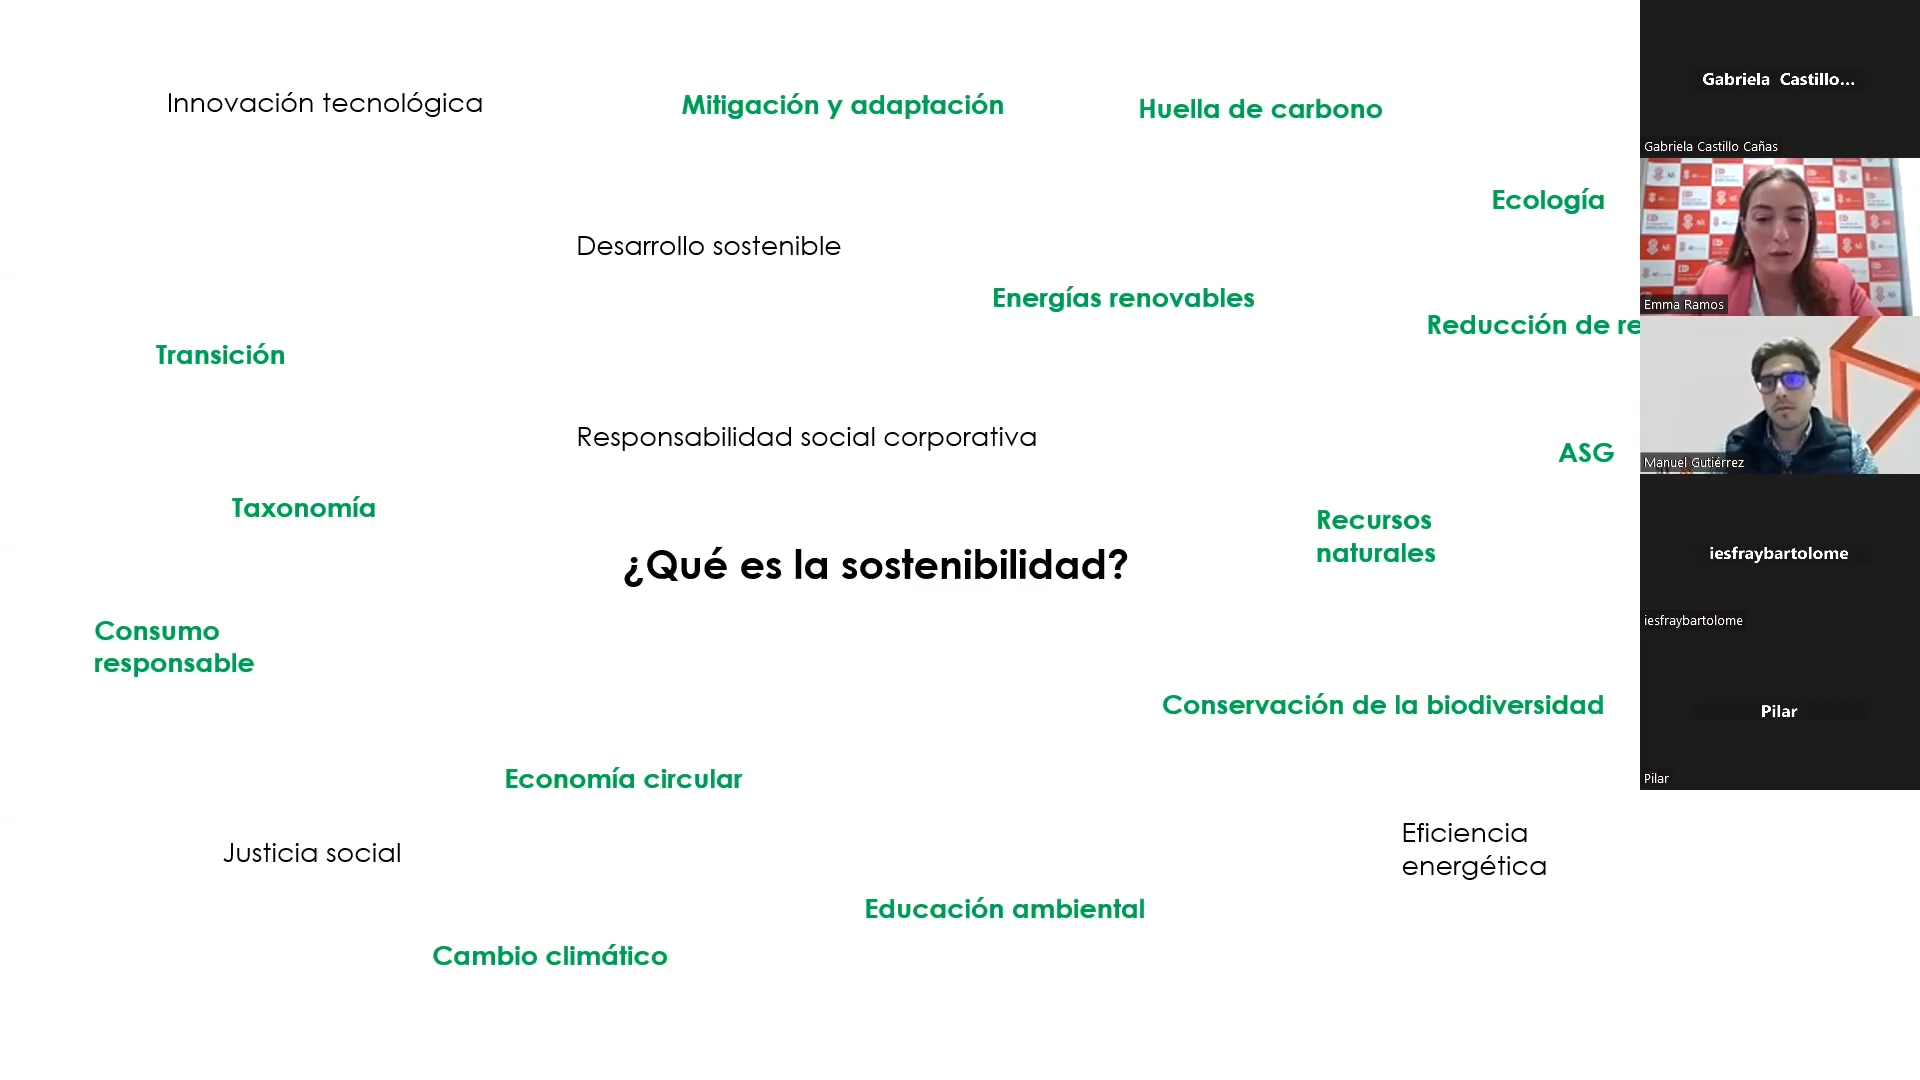 Innovación tecnológica
Mitigación y adaptación
Huella de carbono
Ecología
Desarrollo sostenible
Energías renovables
Reducción de re
Transición
Responsabilidad social corporativa
ASG
Taxonomía
Recursos
naturales
¿Qué es la sostenibilidad?
Consumo
responsable
Conservación de la biodiversidad
Economía circular
Justicia social
Eficiencia
energética
Educación ambiental
Cambio climático
Gabriela Castillo...
Gabriela Castillo Cañas
Emma Ramos
Manuel Gutiérrez
iesfraybartolome
iesfraybartolome
Pilar
Pilar